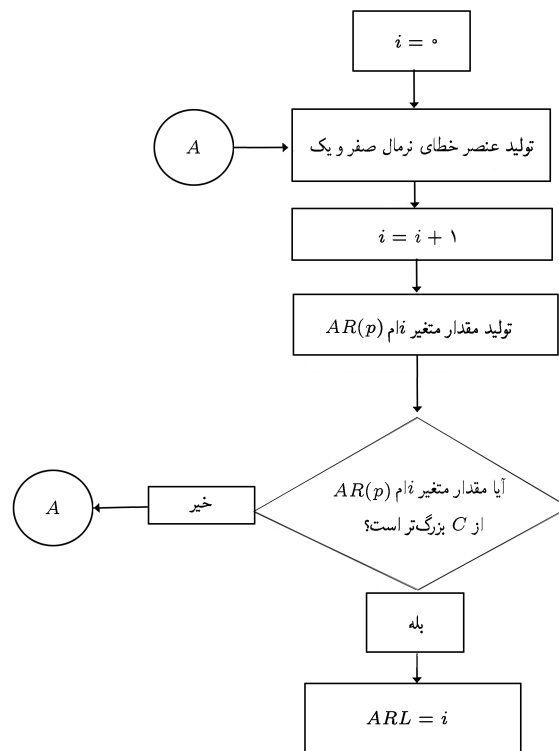 i = ۰
A
تولید عنصر خطای نرمال صفر و یک
i = i + ۱
تولید مقدار متغیر iام AR(p)
آیا مقدار متغیر iام AR(p)
از C بزرگ‌تر است؟
خیر
A
بله
ARL = i